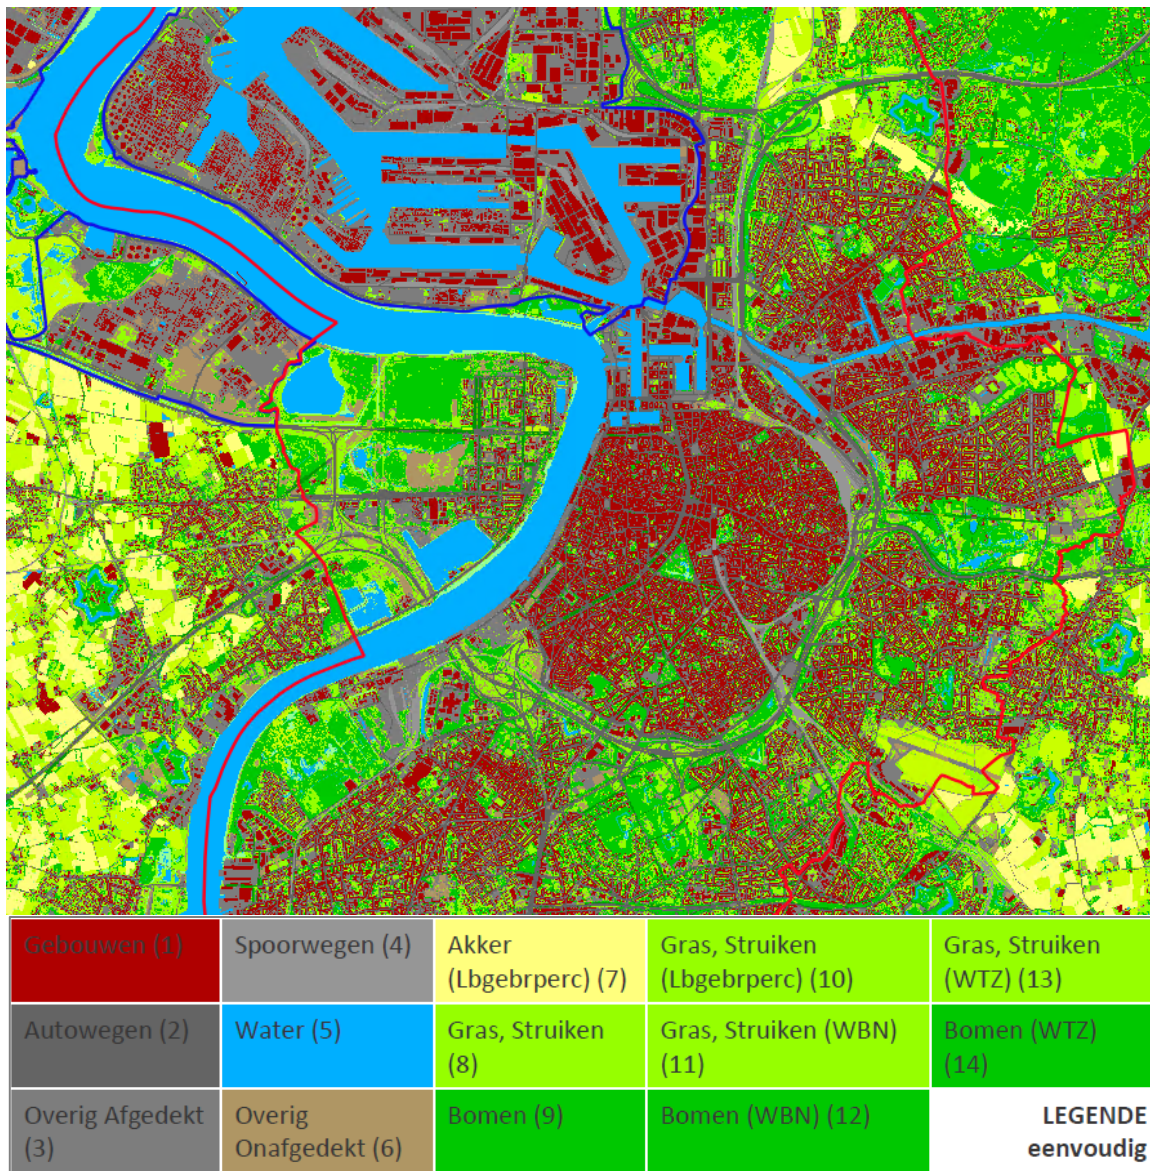 Gebouwen (1)
Spoorwegen (4)
Akker
(Lbgebrperc) (7)
Gras, Struiken
(Lbgebrperc) (10)
Gras, Struiken
(WTZ) (13)
Autowegen (2)
Water (5)
Gras, Struiken
(8)
Gras, Struiken (WBN)
(11)
Bomen (WTZ)
(14)
Overig Afgedekt
(3)
Overig
Onafgedekt (6)
Bomen (9)
Bomen (WBN) (12)
LEGENDE
eenvoudig